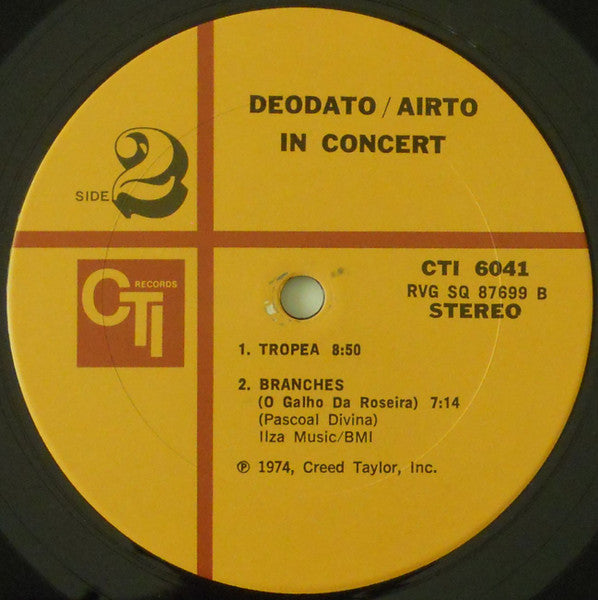 DEODATO / AIRTO
IN CONCERT
SIDE 2
CTI RECORDS
CTI 6041
RVG SQ 87699 B
STEREO
1. TROPEA 8:50
2. BRANCHES
(O Galho Da Roseira) 7:14
(Pascoal Divina)
Ilza Music/BMI
℗ 1974, Creed Taylor, Inc.